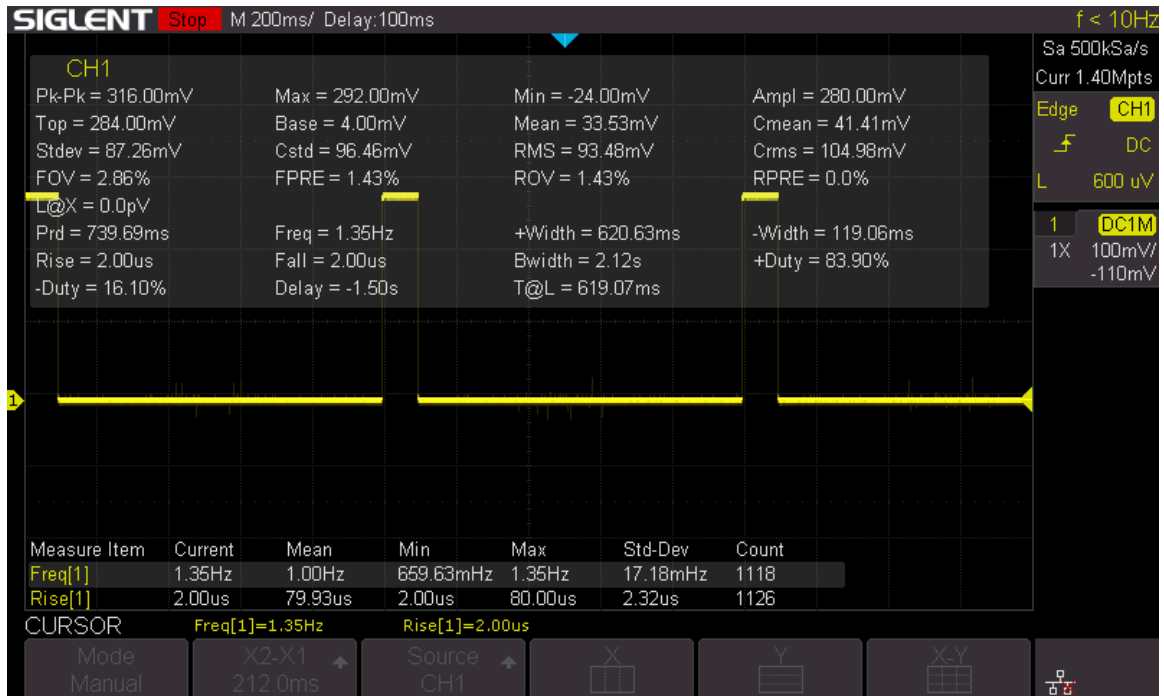 SIGLENT Stop M 200ms/ Delay:100ms f < 10Hz
Sa 500kSa/s
Curr 1.40Mpts
Edge CH1
DC
L 600 uV
1 DC1M
1X 100mV/
-110mV
CH1
Pk-Pk = 316.00mV Max = 292.00mV Min = -24.00mV Ampl = 280.00mV
Top = 284.00mV Base = 4.00mV Mean = 33.53mV Cmean = 41.41mV
Stdev = 87.26mV Cstd = 96.46mV RMS = 93.48mV Crms = 104.98mV
FOV = 2.86% FPRE = 1.43% ROV = 1.43% RPRE = 0.0%
L@X = 0.0pV
Prd = 739.69ms Freq = 1.35Hz +Width = 620.63ms -Width = 119.06ms
Rise = 2.00us Fall = 2.00us Bwidth = 2.12s +Duty = 83.90%
-Duty = 16.10% Delay = -1.50s T@L = 619.07ms
1
Measure Item Current Mean Min Max Std-Dev Count
Freq[1] 1.35Hz 1.00Hz 659.63mHz 1.35Hz 17.18mHz 1118
Rise[1] 2.00us 79.93us 2.00us 80.00us 2.32us 1126
CURSOR Freq[1]=1.35Hz Rise[1]=2.00us
Mode X2-X1 Source X Y X-Y
Manual 212.0ms CH1